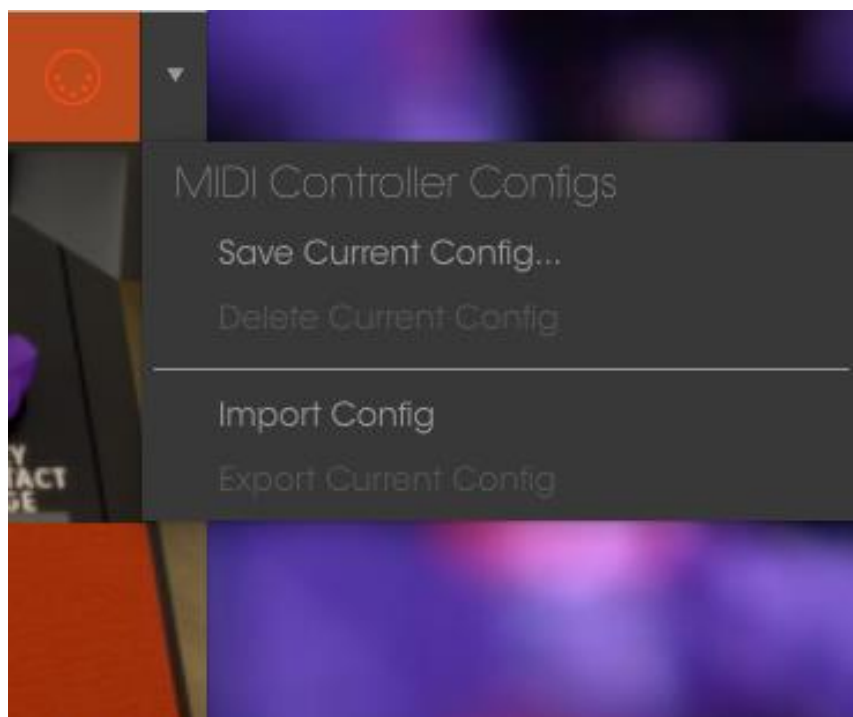 MIDI Controller Configs
Save Current Config...
Delete Current Config
Import Config
Export Current Config